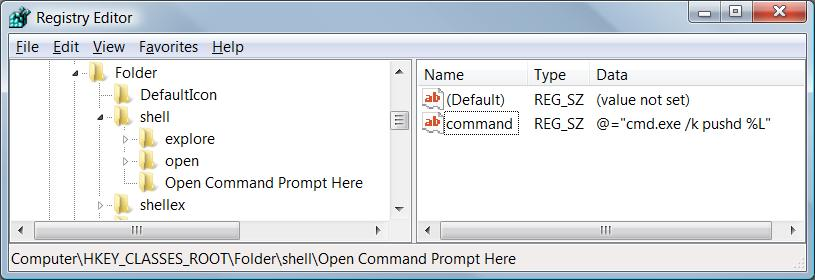 Registry Editor
File Edit View Favorites Help
Folder
DefaultIcon
shell
explore
open
Open Command Prompt Here
shellex
Name Type Data
ab (Default) REG_SZ (value not set)
ab command REG_SZ @="cmd.exe /k pushd %L"
Computer\HKEY_CLASSES_ROOT\Folder\shell\Open Command Prompt Here